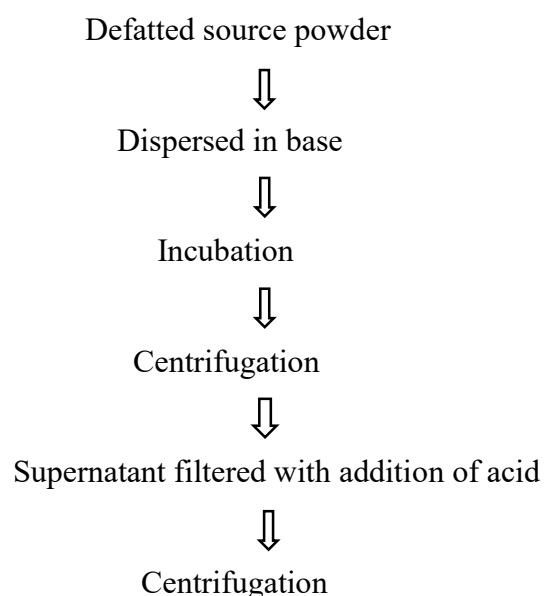 Defatted source powder
Dispersed in base
Incubation
Centrifugation
Supernatant filtered with addition of acid
Centrifugation